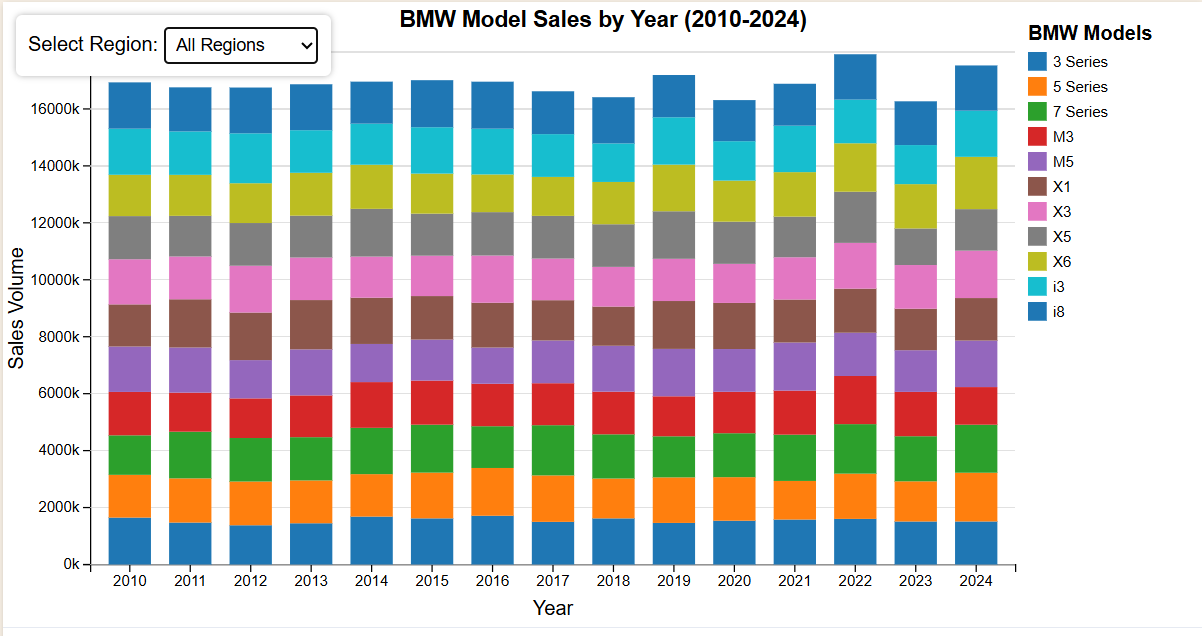 BMW Model Sales by Year (2010-2024)
Select Region: All Regions
BMW Models
3 Series
5 Series
7 Series
M3
M5
X1
X3
X5
X6
i3
i8
Sales Volume
16000k
14000k
12000k
10000k
8000k
6000k
4000k
2000k
0k
2010 2011 2012 2013 2014 2015 2016 2017 2018 2019 2020 2021 2022 2023 2024
Year